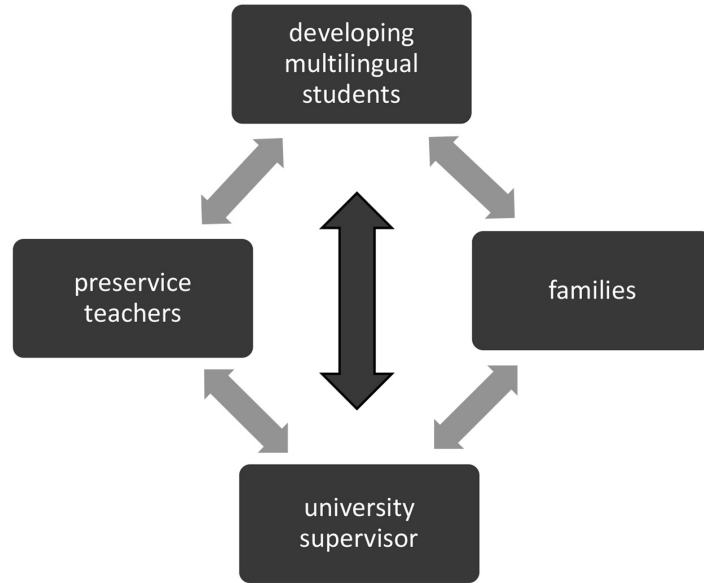 developing
multilingual
students
preservice
teachers
families
university
supervisor